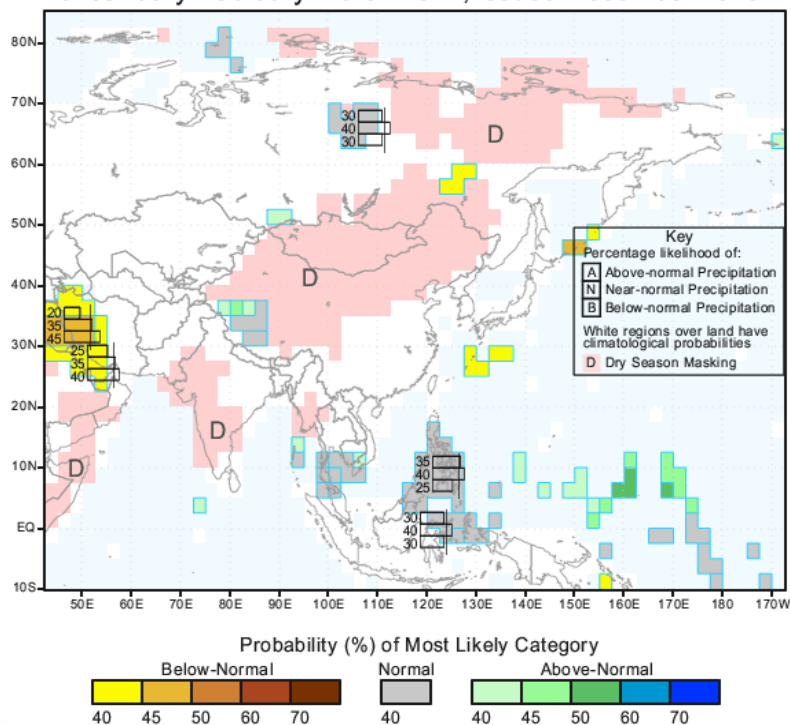 80N
70N
60N
50N
40N
30N
20N
10N
EQ
10S
50E 60E 70E 80E 90E 100E 110E 120E 130E 140E 150E 160E 170E 180 170W
30
40
30
D
D
D
D
20
35
45
25
35
40
35
40
25
30
40
30
Key
Percentage likelihood of:
A Above-normal Precipitation
N Near-normal Precipitation
B Below-normal Precipitation
White regions over land have
climatological probabilities
D Dry Season Masking
Probability (%) of Most Likely Category
Below-Normal Normal Above-Normal
40 45 50 60 70 40 40 45 50 60 70